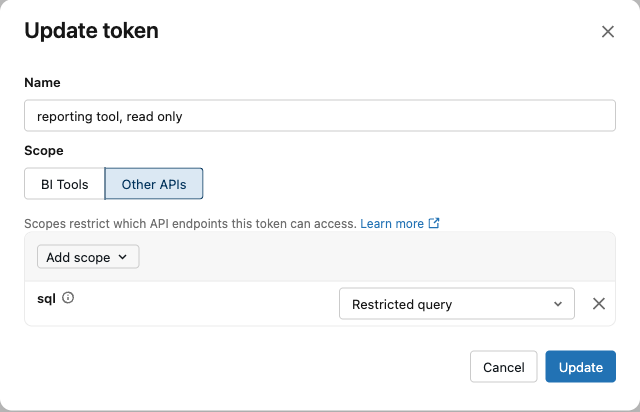 Update token
Name
reporting tool, read only
Scope
BI Tools
Other APIs
Scopes restrict which API endpoints this token can access. Learn more
Add scope
sql
Restricted query
Cancel
Update